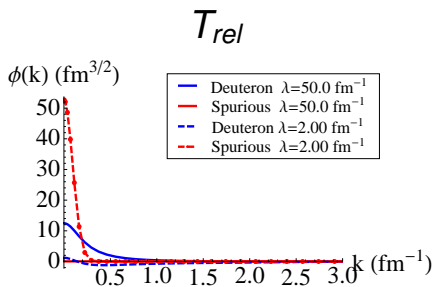 T_rel
ϕ(k) (fm^3/2)
Deuteron λ=50.0 fm^−1
Spurious λ=50.0 fm^−1
Deuteron λ=2.00 fm^−1
Spurious λ=2.00 fm^−1
50
40
30
20
10
0
0.5 1.0 1.5 2.0 2.5 3.0
k (fm^−1)